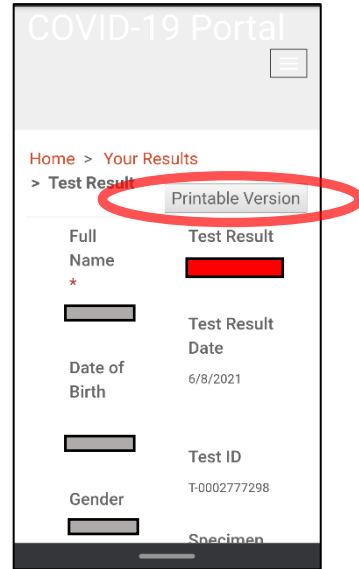 COVID-19 Portal
Home > Your Results
> Test Result
Printable Version
Full
Name
*
Test Result
Test Result
Date
6/8/2021
Date of
Birth
Test ID
T-0002777298
Gender
Specimen